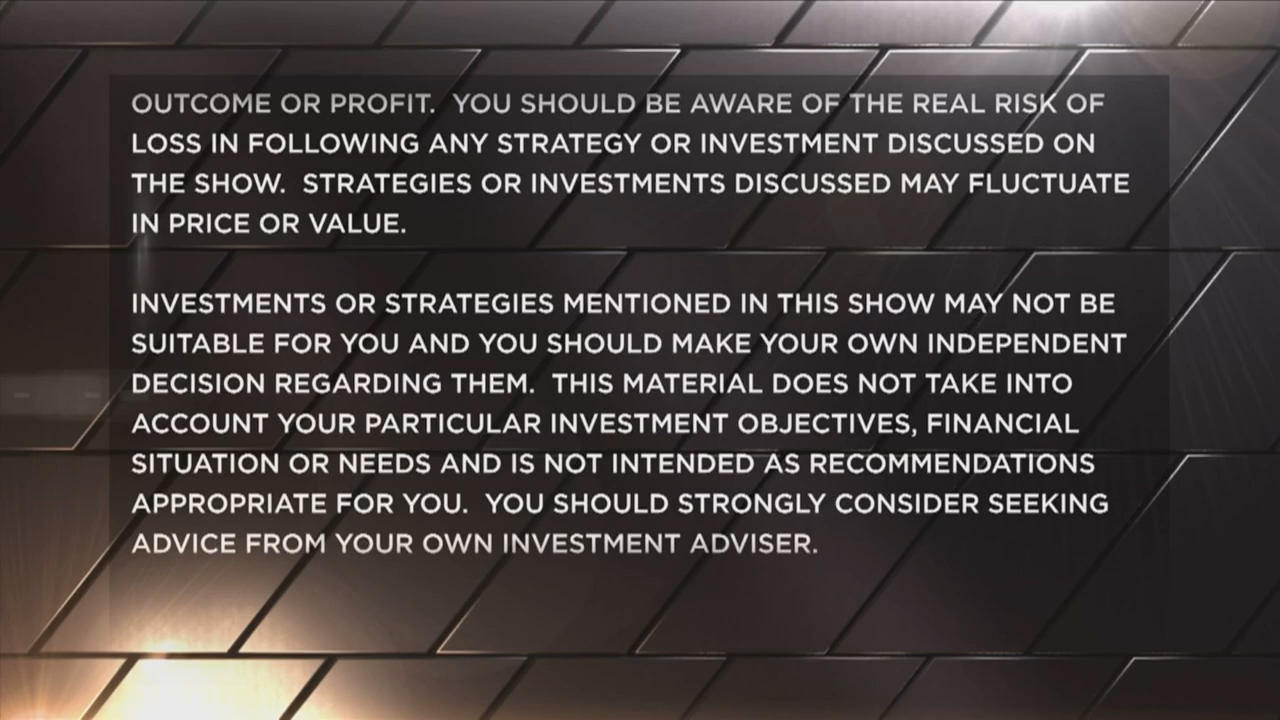 OUTCOME OR PROFIT.  YOU SHOULD BE AWARE OF THE REAL RISK OF
LOSS IN FOLLOWING ANY STRATEGY OR INVESTMENT DISCUSSED ON
THE SHOW.  STRATEGIES OR INVESTMENTS DISCUSSED MAY FLUCTUATE
IN PRICE OR VALUE.
INVESTMENTS OR STRATEGIES MENTIONED IN THIS SHOW MAY NOT BE
SUITABLE FOR YOU AND YOU SHOULD MAKE YOUR OWN INDEPENDENT
DECISION REGARDING THEM.  THIS MATERIAL DOES NOT TAKE INTO
ACCOUNT YOUR PARTICULAR INVESTMENT OBJECTIVES, FINANCIAL
SITUATION OR NEEDS AND IS NOT INTENDED AS RECOMMENDATIONS
APPROPRIATE FOR YOU.  YOU SHOULD STRONGLY CONSIDER SEEKING
ADVICE FROM YOUR OWN INVESTMENT ADVISER.